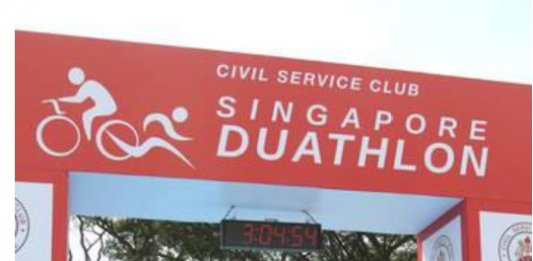 CIVIL SERVICE CLUB
SINGAPORE
DUATHLON
3:04:54